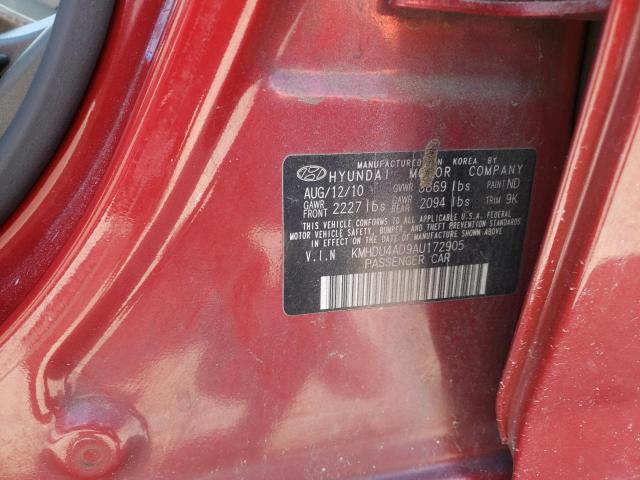 MANUFACTURED IN KOREA BY
HYUNDAI MOTOR COMPANY
AUG/12/10 GVWR 3869 lbs PAINT ND
GAWR FRONT 2227 lbs GAWR REAR 2094 lbs TRIM 9K
THIS VEHICLE CONFORMS TO ALL APPLICABLE U.S.A. FEDERAL
MOTOR VEHICLE SAFETY, BUMPER, AND THEFT PREVENTION STANDARDS
IN EFFECT ON THE DATE OF MANUFACTURE SHOWN ABOVE.
V.I.N KMHDU4AD9AU172905
PASSENGER CAR